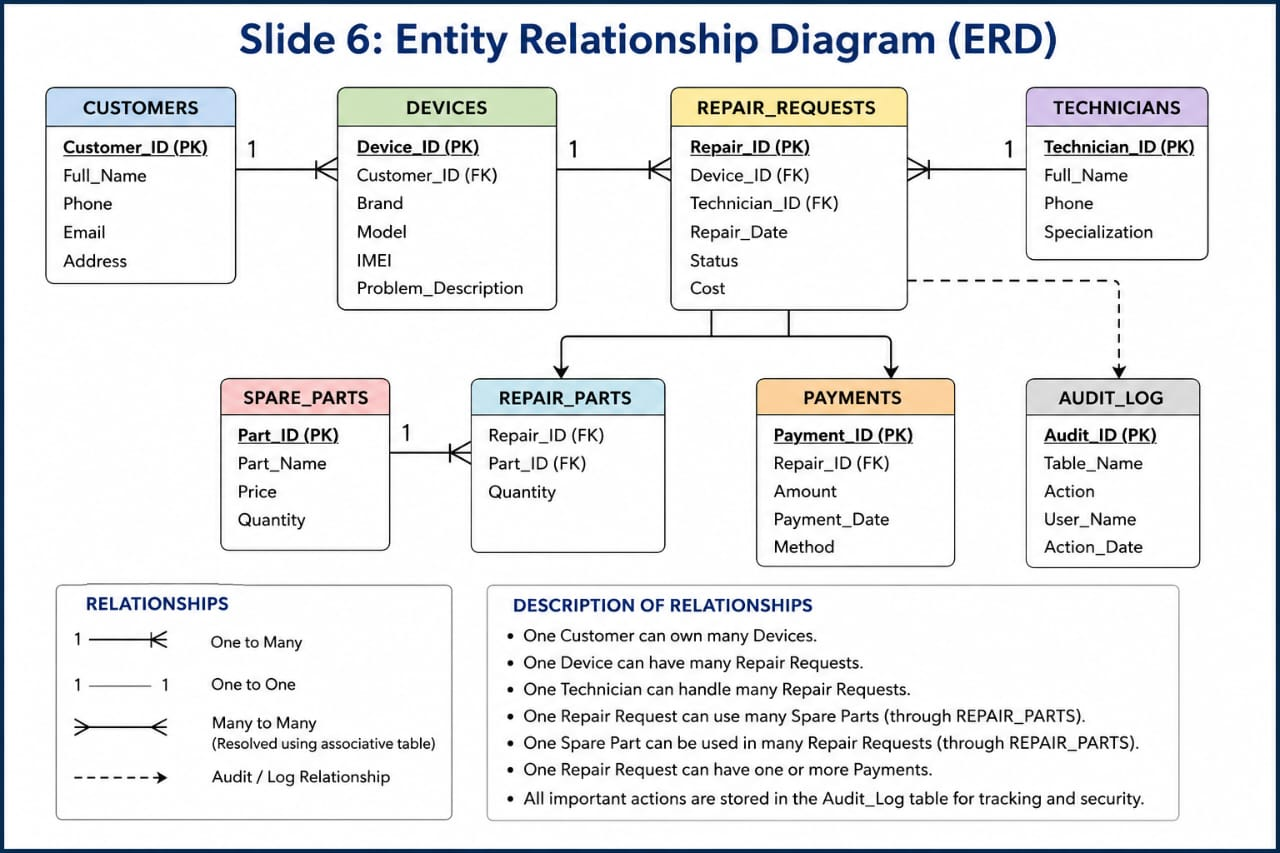 Slide 6: Entity Relationship Diagram (ERD)
CUSTOMERS
Customer_ID (PK)
Full_Name
Phone
Email
Address
1
DEVICES
Device_ID (PK)
Customer_ID (FK)
Brand
Model
IMEI
Problem_Description
1
REPAIR_REQUESTS
Repair_ID (PK)
Device_ID (FK)
Technician_ID (FK)
Repair_Date
Status
Cost
1
TECHNICIANS
Technician_ID (PK)
Full_Name
Phone
Specialization
SPARE_PARTS
Part_ID (PK)
Part_Name
Price
Quantity
1
REPAIR_PARTS
Repair_ID (FK)
Part_ID (FK)
Quantity
PAYMENTS
Payment_ID (PK)
Repair_ID (FK)
Amount
Payment_Date
Method
AUDIT_LOG
Audit_ID (PK)
Table_Name
Action
User_Name
Action_Date
RELATIONSHIPS
1 One to Many
1 1 One to One
Many to Many
(Resolved using associative table)
Audit / Log Relationship
DESCRIPTION OF RELATIONSHIPS
• One Customer can own many Devices.
• One Device can have many Repair Requests.
• One Technician can handle many Repair Requests.
• One Repair Request can use many Spare Parts (through REPAIR_PARTS).
• One Spare Part can be used in many Repair Requests (through REPAIR_PARTS).
• One Repair Request can have one or more Payments.
• All important actions are stored in the Audit_Log table for tracking and security.